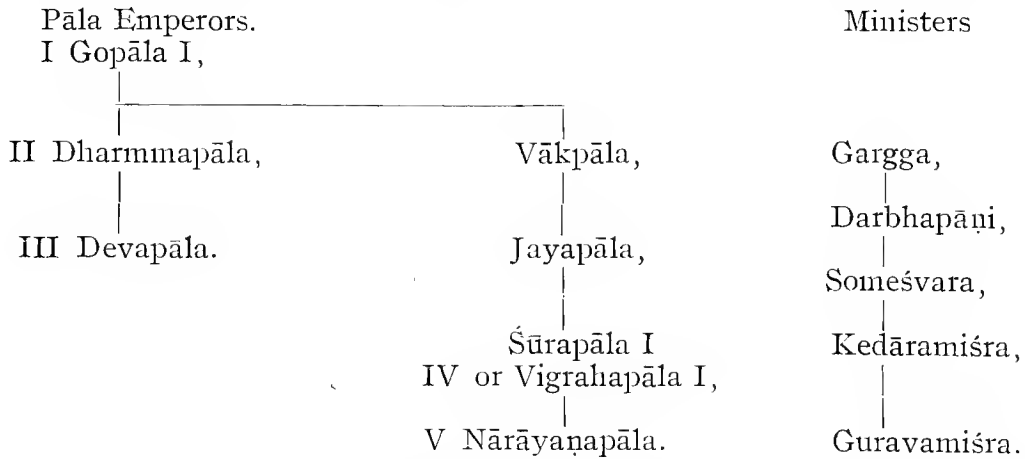 Pāla Emperors. Ministers
I Gopāla I,
II Dharmmapāla, Vākpāla, Gargga,
Darbhapāṇi,
III Devapāla. Jayapāla,
Someśvara,
Śūrapāla I Kedāramiśra,
IV or Vigrahapāla I,
V Nārāyaṇapāla. Guravamiśra.